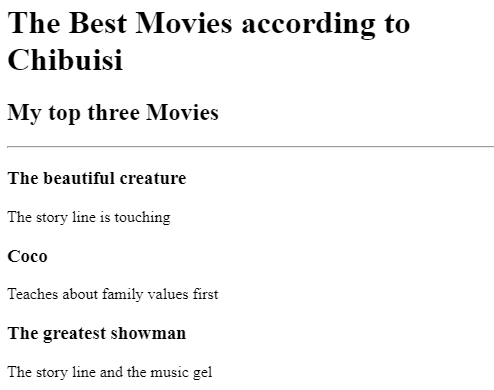 The Best Movies according to
Chibuisi
My top three Movies
The beautiful creature
The story line is touching
Coco
Teaches about family values first
The greatest showman
The story line and the music gel